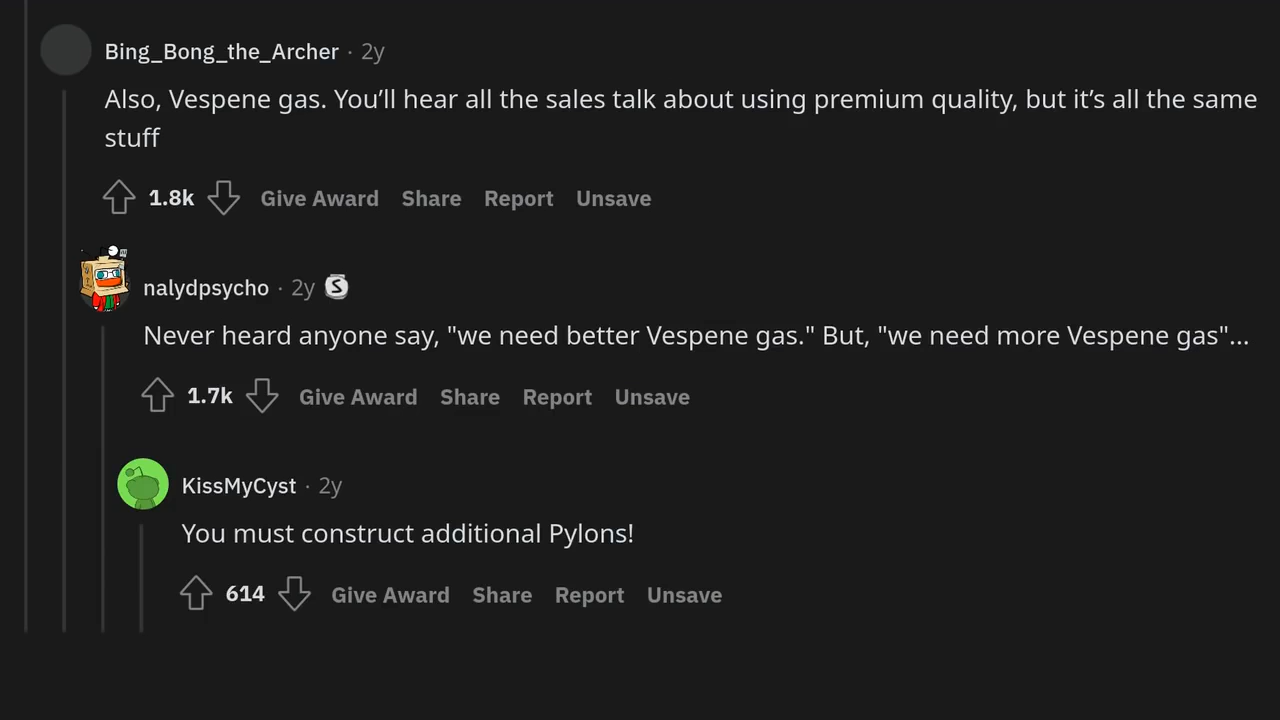 Bing_Bong_the_Archer · 2y
Also, Vespene gas. You’ll hear all the sales talk about using premium quality, but it’s all the same
stuff
1.8k Give Award Share Report Unsave
nalydpsycho · 2y S
Never heard anyone say, "we need better Vespene gas." But, "we need more Vespene gas"...
1.7k Give Award Share Report Unsave
KissMyCyst · 2y
You must construct additional Pylons!
614 Give Award Share Report Unsave